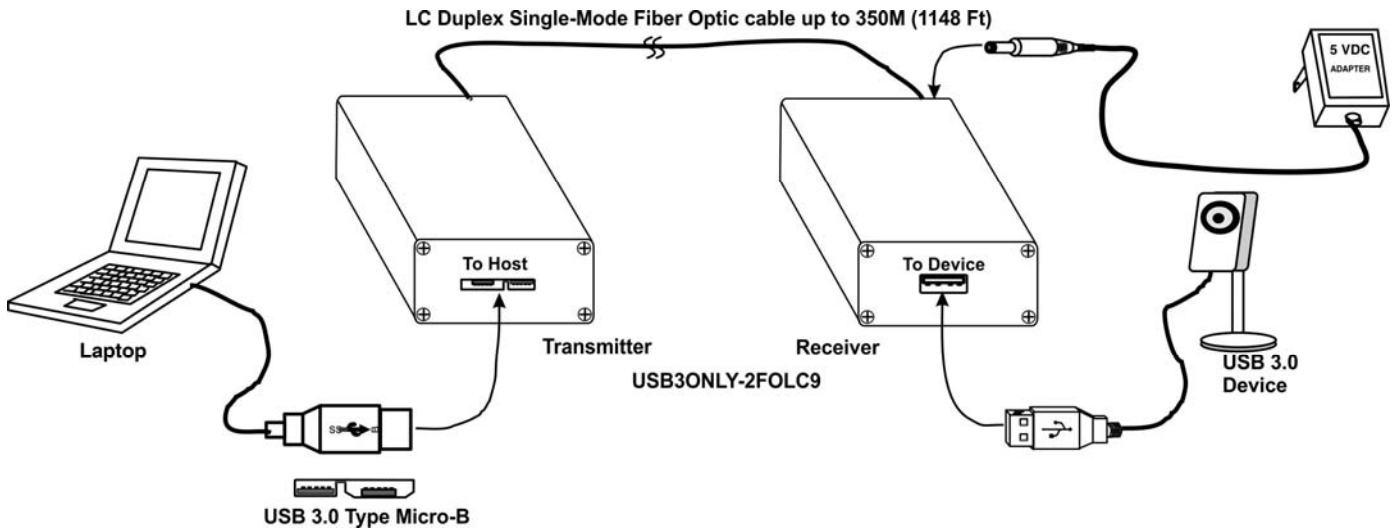 LC Duplex Single-Mode Fiber Optic cable up to 350M (1148 Ft)
5 VDC
ADAPTER
To Host
To Device
Laptop
Transmitter
Receiver
USB3ONLY-2FOLC9
USB 3.0
Device
SS
USB 3.0 Type Micro-B